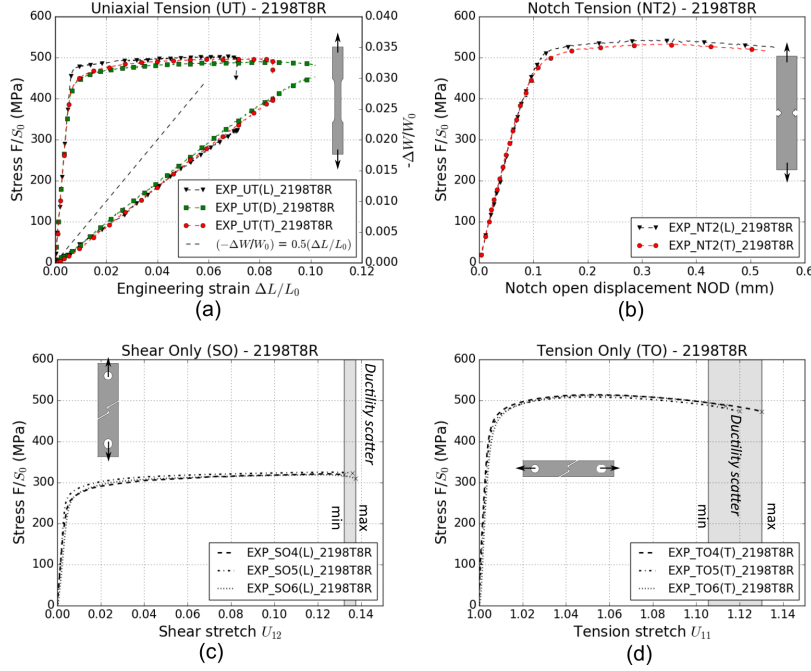 Uniaxial Tension (UT) - 2198T8R
600
500
400
300
200
100
0
Stress F/S₀ (MPa)
0.040
0.035
0.030
0.025
0.020
0.015
0.010
0.005
0.000
-ΔW/W₀
EXP_UT(L)_2198T8R
EXP_UT(D)_2198T8R
EXP_UT(T)_2198T8R
(−ΔW/W₀) = 0.5(ΔL/L₀)
0.00 0.02 0.04 0.06 0.08 0.10 0.12
Engineering strain ΔL/L₀
(a)
Notch Tension (NT2) - 2198T8R
600
500
400
300
200
100
0
Stress F/S₀ (MPa)
EXP_NT2(L)_2198T8R
EXP_NT2(T)_2198T8R
0.0 0.1 0.2 0.3 0.4 0.5 0.6
Notch open displacement NOD (mm)
(b)
Shear Only (SO) - 2198T8R
600
500
400
300
200
100
0
Stress F/S₀ (MPa)
Ductility scatter
min
max
EXP_SO4(L)_2198T8R
EXP_SO5(L)_2198T8R
EXP_SO6(L)_2198T8R
0.00 0.02 0.04 0.06 0.08 0.10 0.12 0.14 0.15
Shear stretch U₁₂
(c)
Tension Only (TO) - 2198T8R
600
500
400
300
200
100
0
Stress F/S₀ (MPa)
Ductility scatter
min
max
EXP_TO4(T)_2198T8R
EXP_TO5(T)_2198T8R
EXP_TO6(T)_2198T8R
1.00 1.02 1.04 1.06 1.08 1.10 1.12 1.14 1.15
Tension stretch U₁₁
(d)